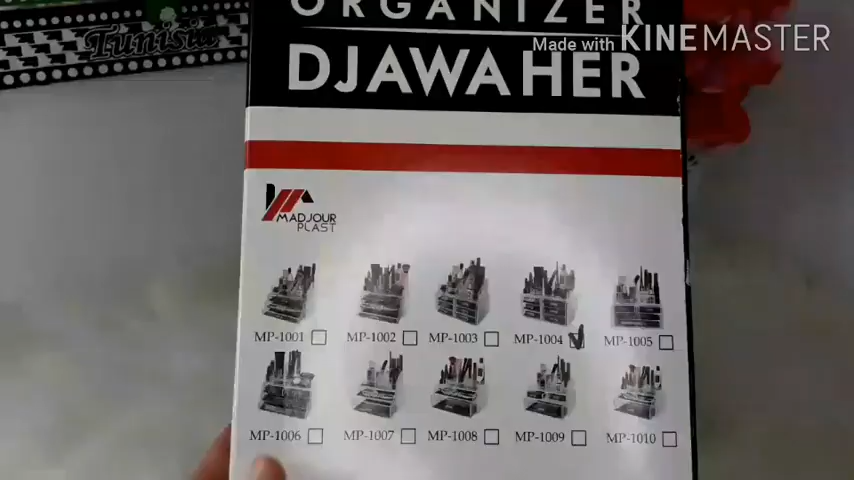 Tunisia
ORGANIZER
Made with KINEMASTER
DJAWAHER
MADJOUR
PLAST
MP-1001 MP-1002 MP-1003 MP-1004 MP-1005
MP-1006 MP-1007 MP-1008 MP-1009 MP-1010